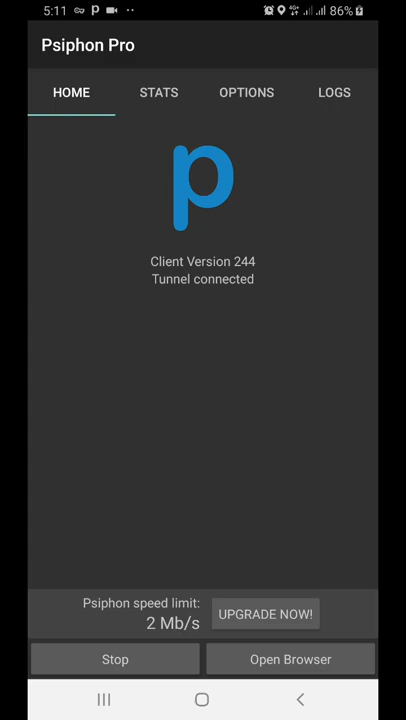 5:11 P 4G 86%
Psiphon Pro
HOME STATS OPTIONS LOGS
p
Client Version 244
Tunnel connected
Psiphon speed limit:
2 Mb/s
UPGRADE NOW!
Stop Open Browser